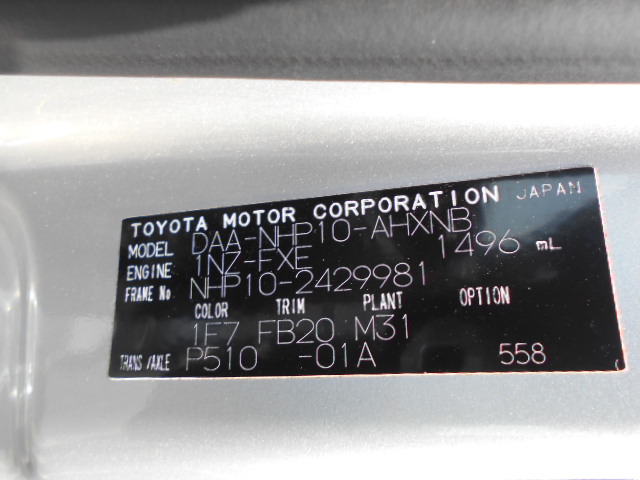 TOYOTA MOTOR CORPORATION JAPAN
MODEL DAA-NHP10-AHXNB
ENGINE 1NZ-FXE 1496 mL
FRAME No NHP10-2429981
COLOR TRIM PLANT OPTION
1F7 FB20 M31
TRANS/AXLE P510 -01A 558